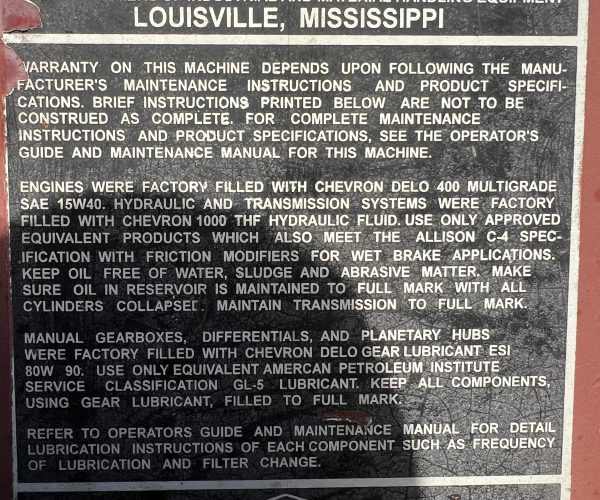 OF INDUSTRIAL AND MATERIAL HANDLING EQUIPMENT
LOUISVILLE, MISSISSIPPI
WARRANTY ON THIS MACHINE DEPENDS UPON FOLLOWING THE MANU-
FACTURER'S MAINTENANCE INSTRUCTIONS AND PRODUCT SPECIFI-
CATIONS. BRIEF INSTRUCTIONS PRINTED BELOW ARE NOT TO BE
CONSTRUED AS COMPLETE. FOR COMPLETE MAINTENANCE
INSTRUCTIONS AND PRODUCT SPECIFICATIONS, SEE THE OPERATOR'S
GUIDE AND MAINTENANCE MANUAL FOR THIS MACHINE.
ENGINES WERE FACTORY FILLED WITH CHEVRON DELO 400 MULTIGRADE
SAE 15W40. HYDRAULIC AND TRANSMISSION SYSTEMS WERE FACTORY
FILLED WITH CHEVRON 1000 THF HYDRAULIC FLUID. USE ONLY APPROVED
EQUIVALENT PRODUCTS WHICH ALSO MEET THE ALLISON C-4 SPEC-
IFICATION WITH FRICTION MODIFIERS FOR WET BRAKE APPLICATIONS.
KEEP OIL FREE OF WATER, SLUDGE AND ABRASIVE MATTER. MAKE
SURE OIL IN RESERVOIR IS MAINTAINED TO FULL MARK WITH ALL
CYLINDERS COLLAPSED. MAINTAIN TRANSMISSION TO FULL MARK.
MANUAL GEARBOXES, DIFFERENTIALS, AND PLANETARY HUBS
WERE FACTORY FILLED WITH CHEVRON DELO GEAR LUBRICANT ESI
80W 90. USE ONLY EQUIVALENT AMERCAN PETROLEUM INSTITUTE
SERVICE CLASSIFICATION GL-5 LUBRICANT. KEEP ALL COMPONENTS,
USING GEAR LUBRICANT, FILLED TO FULL MARK.
REFER TO OPERATORS GUIDE AND MAINTENANCE MANUAL FOR DETAIL
LUBRICATION INSTRUCTIONS OF EACH COMPONENT SUCH AS FREQUENCY
OF LUBRICATION AND FILTER CHANGE.